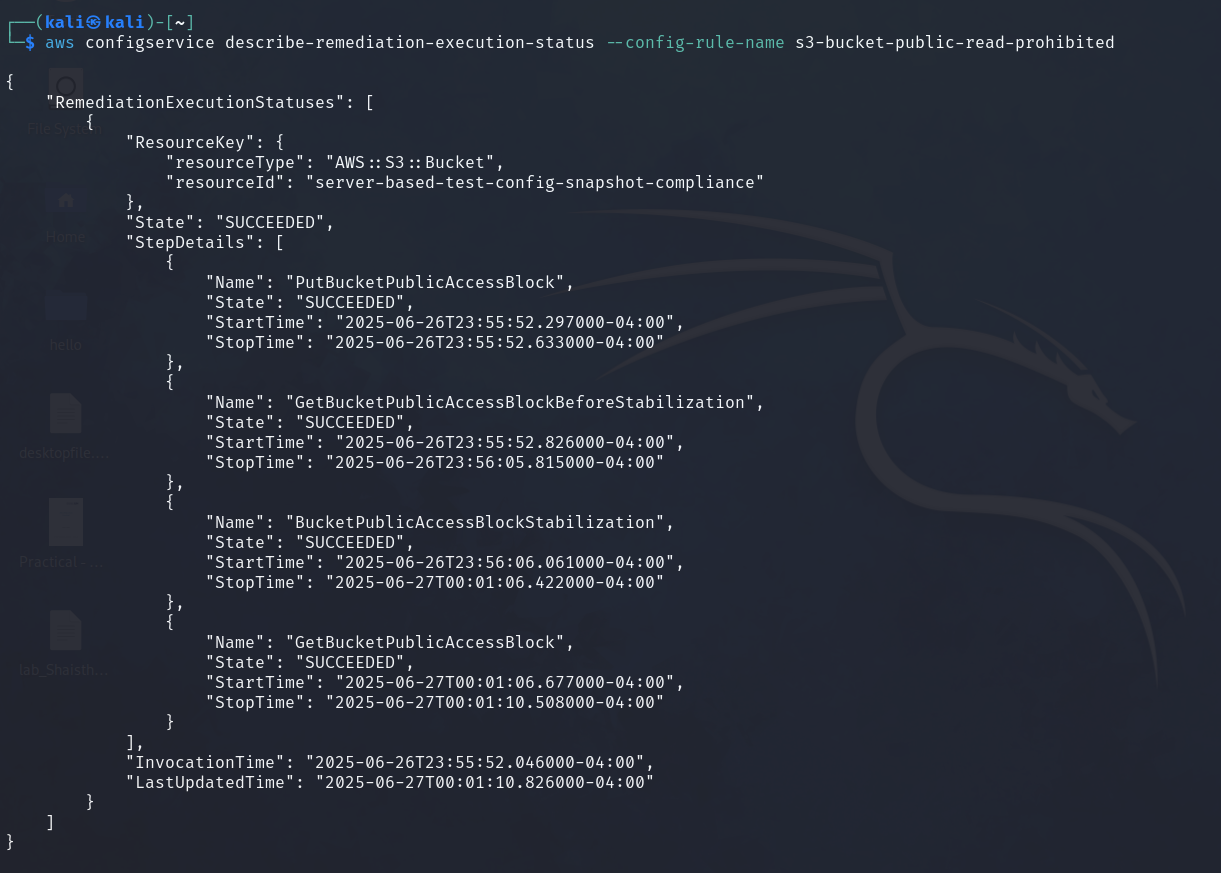 ┌──(kali㉿kali)-[~]
└─$ aws configservice describe-remediation-execution-status --config-rule-name s3-bucket-public-read-prohibited
{
    "RemediationExecutionStatuses": [
        {
File System
            "ResourceKey": {
                "resourceType": "AWS::S3::Bucket",
                "resourceId": "server-based-test-config-snapshot-compliance"
            },
            "State": "SUCCEEDED",
Home
            "StepDetails": [
                {
                    "Name": "PutBucketPublicAccessBlock",
                    "State": "SUCCEEDED",
                    "StartTime": "2025-06-26T23:55:52.297000-04:00",
                    "StopTime": "2025-06-26T23:55:52.633000-04:00"
hello
                },
                {
                    "Name": "GetBucketPublicAccessBlockBeforeStabilization",
                    "State": "SUCCEEDED",
                    "StartTime": "2025-06-26T23:55:52.826000-04:00",
desktopfile....
                    "StopTime": "2025-06-26T23:56:05.815000-04:00"
                },
                {
                    "Name": "BucketPublicAccessBlockStabilization",
                    "State": "SUCCEEDED",
                    "StartTime": "2025-06-26T23:56:06.061000-04:00",
Practical -...
                    "StopTime": "2025-06-27T00:01:06.422000-04:00"
                },
                {
                    "Name": "GetBucketPublicAccessBlock",
                    "State": "SUCCEEDED",
lab_Shaisth...
                    "StartTime": "2025-06-27T00:01:06.677000-04:00",
                    "StopTime": "2025-06-27T00:01:10.508000-04:00"
                }
            ],
            "InvocationTime": "2025-06-26T23:55:52.046000-04:00",
            "LastUpdatedTime": "2025-06-27T00:01:10.826000-04:00"
        }
    ]
}